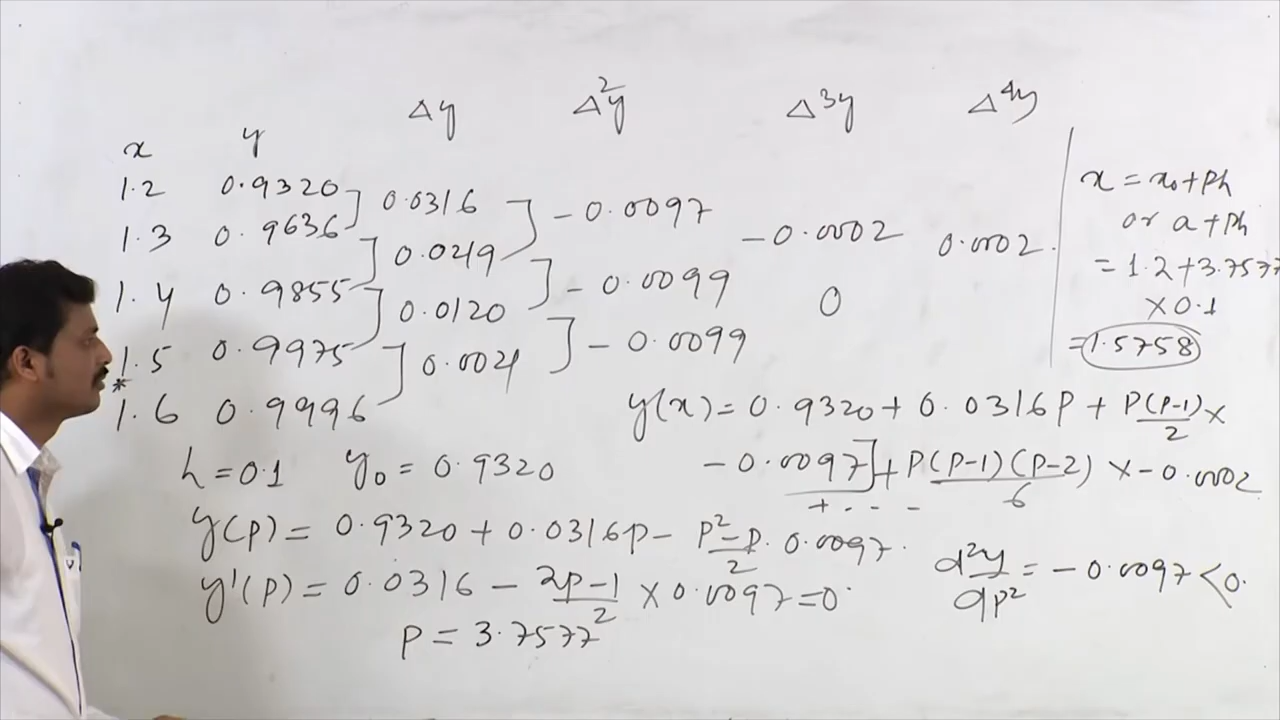 x y Δy Δ²y Δ³y Δ⁴y
1.2 0.9320
0.0316
1.3 0.9636 -0.0097
0.0219 -0.0002
1.4 0.9855 -0.0099 0.0002
0.0120 0
1.5 0.9975 -0.0099
0.0021
* 1.6 0.9996
x = x₀+Ph
or a+Ph
= 1.2+3.7577
×0.1
= 1.5758
h = 0.1 y₀ = 0.9320
y(x) = 0.9320 + 0.0316P + P(P-1)/2 ×
-0.0097] + P(P-1)(P-2)/6 × -0.0002
+ - - -
y(p) = 0.9320 + 0.0316p - P²-P/2 . 0.0097.
y'(p) = 0.0316 - 2p-1/2 × 0.0097 = 0.
P = 3.7577
d²y/dp² = -0.0097 < 0.